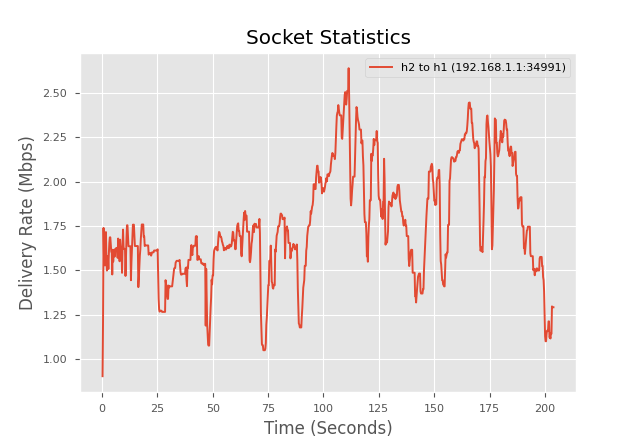 Socket Statistics
h2 to h1 (192.168.1.1:34991)
Delivery Rate (Mbps)
2.50
2.25
2.00
1.75
1.50
1.25
1.00
0 25 50 75 100 125 150 175 200
Time (Seconds)